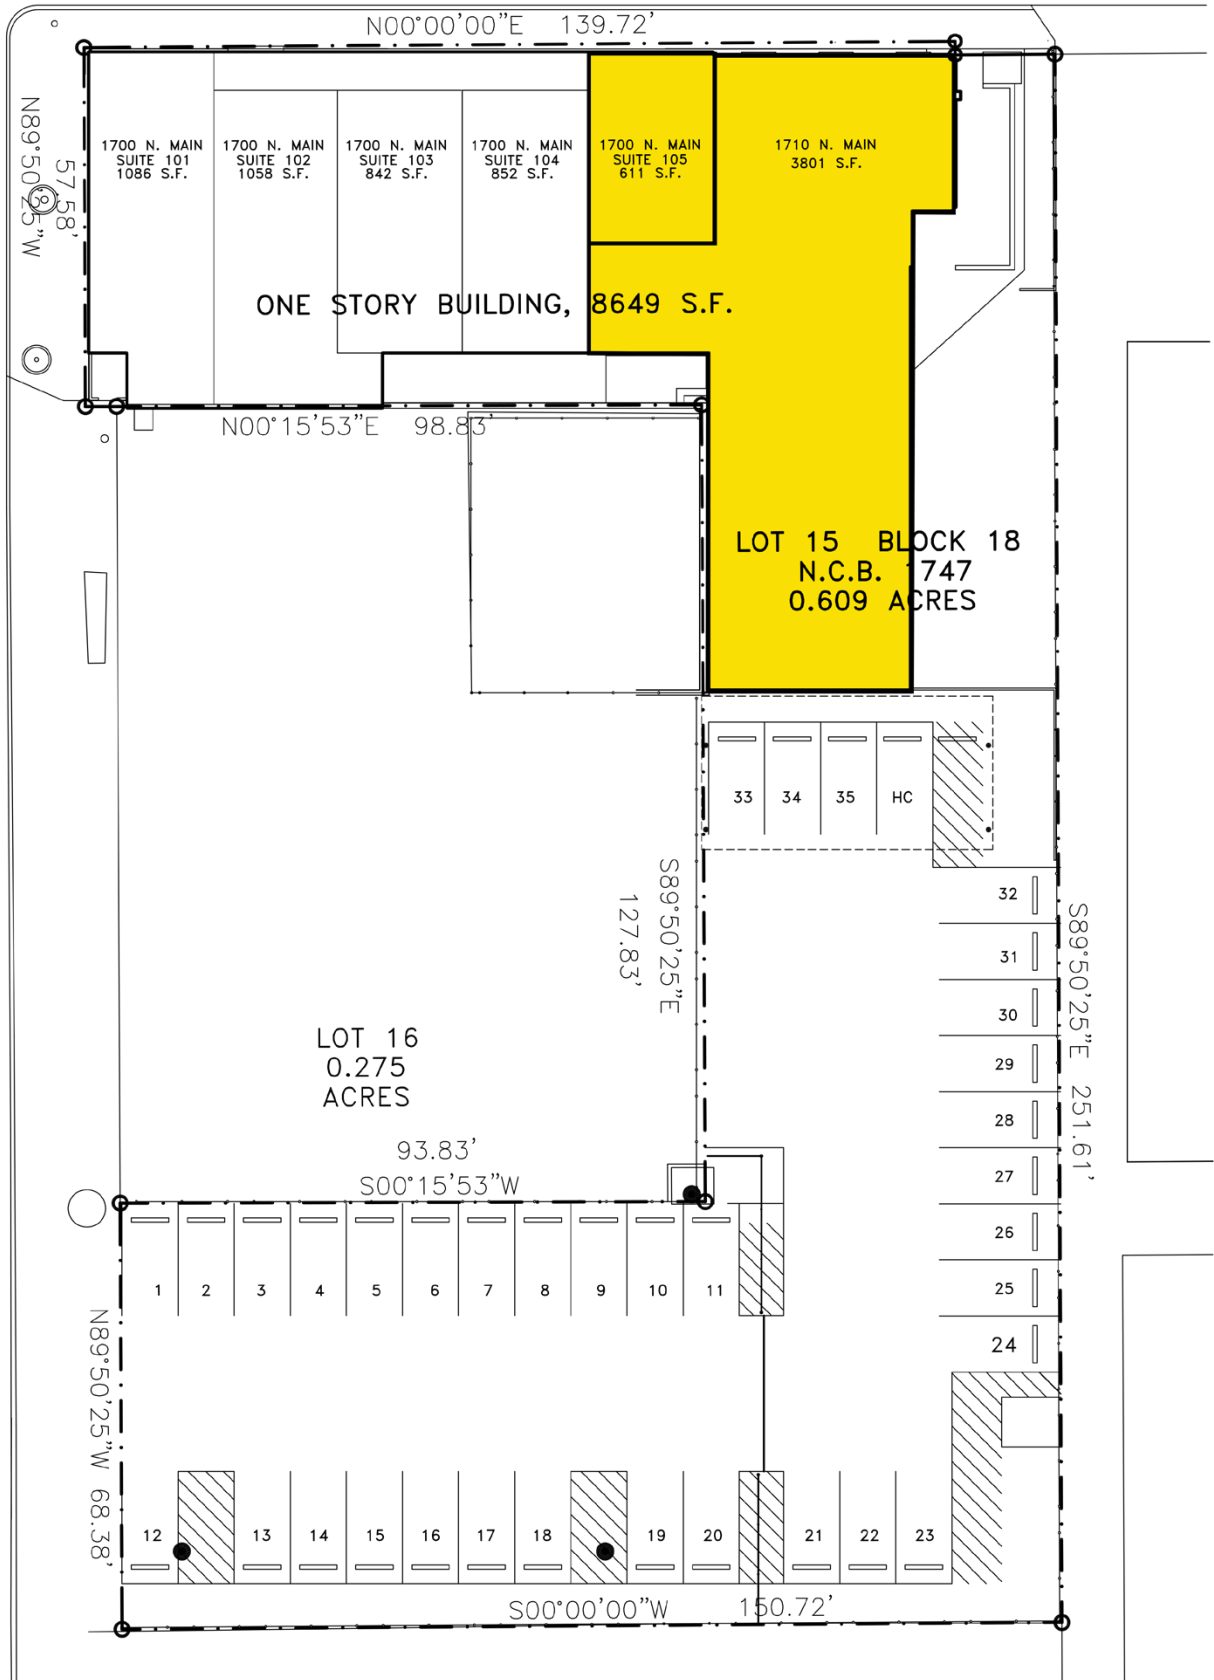 N00°00'00"E 139.72'
N89°50'25"W
57.58'
1700 N. MAIN
SUITE 101
1086 S.F.
1700 N. MAIN
SUITE 102
1058 S.F.
1700 N. MAIN
SUITE 103
842 S.F.
1700 N. MAIN
SUITE 104
852 S.F.
1700 N. MAIN
SUITE 105
611 S.F.
1710 N. MAIN
3801 S.F.
ONE STORY BUILDING, 8649 S.F.
N00°15'53"E 98.83'
LOT 15 BLOCK 18
N.C.B. 1747
0.609 ACRES
33 34 35 HC
S89°50'25"E
127.83'
32
31
30
29
28
27
26
25
24
S89°50'25"E 251.61'
LOT 16
0.275
ACRES
93.83'
S00°15'53"W
1 2 3 4 5 6 7 8 9 10 11
N89°50'25"W 68.38'
12 13 14 15 16 17 18 19 20 21 22 23
S00°00'00"W 150.72'